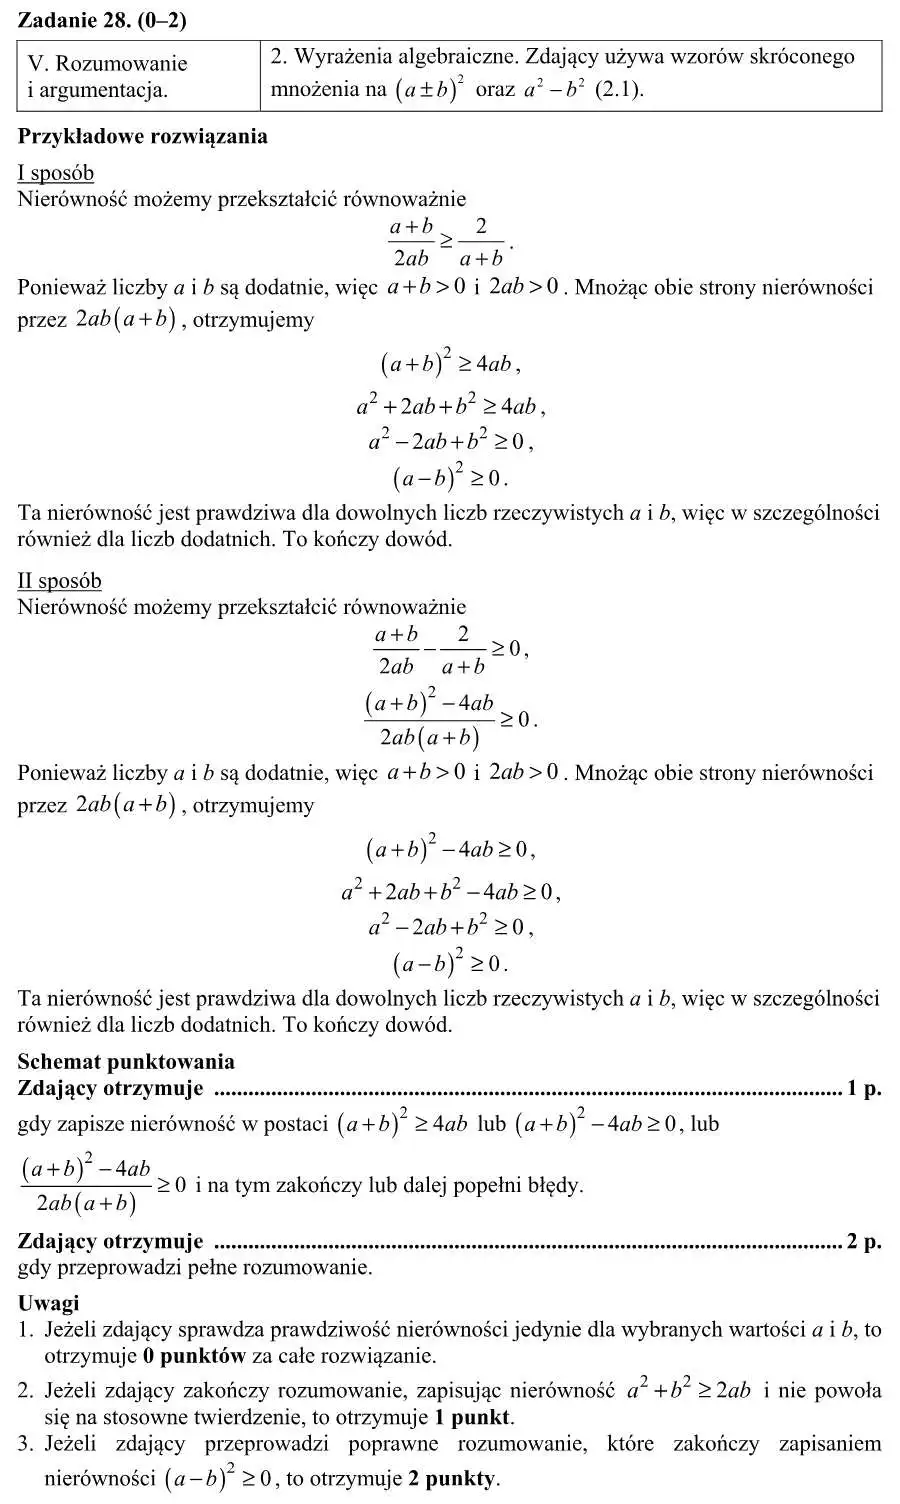 Zadanie 28. (0–2)
V. Rozumowanie
i argumentacja.
2. Wyrażenia algebraiczne. Zdający używa wzorów skróconego
mnożenia na (a ± b)² oraz a² − b² (2.1).
Przykładowe rozwiązania
I sposób
Nierówność możemy przekształcić równoważnie
(a+b)/(2ab) ≥ 2/(a+b).
Ponieważ liczby a i b są dodatnie, więc a+b>0 i 2ab>0. Mnożąc obie strony nierówności
przez 2ab(a+b), otrzymujemy
(a+b)² ≥ 4ab,
a²+2ab+b² ≥ 4ab,
a²−2ab+b² ≥ 0,
(a−b)² ≥ 0.
Ta nierówność jest prawdziwa dla dowolnych liczb rzeczywistych a i b, więc w szczególności
również dla liczb dodatnich. To kończy dowód.
II sposób
Nierówność możemy przekształcić równoważnie
(a+b)/(2ab) − 2/(a+b) ≥ 0,
((a+b)²−4ab)/(2ab(a+b)) ≥ 0.
Ponieważ liczby a i b są dodatnie, więc a+b>0 i 2ab>0. Mnożąc obie strony nierówności
przez 2ab(a+b), otrzymujemy
(a+b)²−4ab ≥ 0,
a²+2ab+b²−4ab ≥ 0,
a²−2ab+b² ≥ 0,
(a−b)² ≥ 0.
Ta nierówność jest prawdziwa dla dowolnych liczb rzeczywistych a i b, więc w szczególności
również dla liczb dodatnich. To kończy dowód.
Schemat punktowania
Zdający otrzymuje ............................................................................................................. 1 p.
gdy zapisze nierówność w postaci (a+b)² ≥ 4ab lub (a+b)²−4ab ≥ 0, lub
((a+b)²−4ab)/(2ab(a+b)) ≥ 0 i na tym zakończy lub dalej popełni błędy.
Zdający otrzymuje ............................................................................................................. 2 p.
gdy przeprowadzi pełne rozumowanie.
Uwagi
1. Jeżeli zdający sprawdza prawdziwość nierówności jedynie dla wybranych wartości a i b, to
otrzymuje 0 punktów za całe rozwiązanie.
2. Jeżeli zdający zakończy rozumowanie, zapisując nierówność a²+b² ≥ 2ab i nie powoła
się na stosowne twierdzenie, to otrzymuje 1 punkt.
3. Jeżeli zdający przeprowadzi poprawne rozumowanie, które zakończy zapisaniem
nierówności (a−b)² ≥ 0, to otrzymuje 2 punkty.